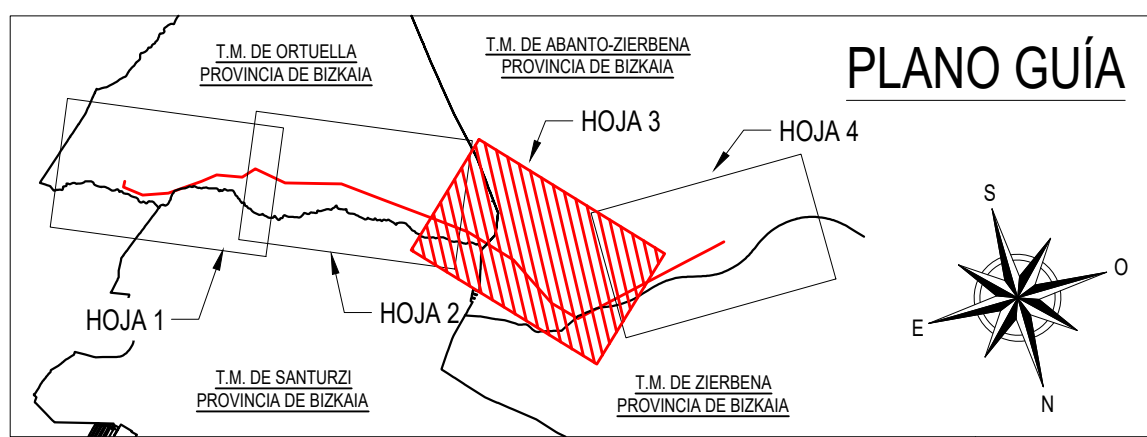 T.M. DE ORTUELLA
PROVINCIA DE BIZKAIA
T.M. DE ABANTO-ZIERBENA
PROVINCIA DE BIZKAIA
PLANO GUÍA
HOJA 3
HOJA 4
S
O
E
N
HOJA 1
HOJA 2
T.M. DE SANTURZI
PROVINCIA DE BIZKAIA
T.M. DE ZIERBENA
PROVINCIA DE BIZKAIA